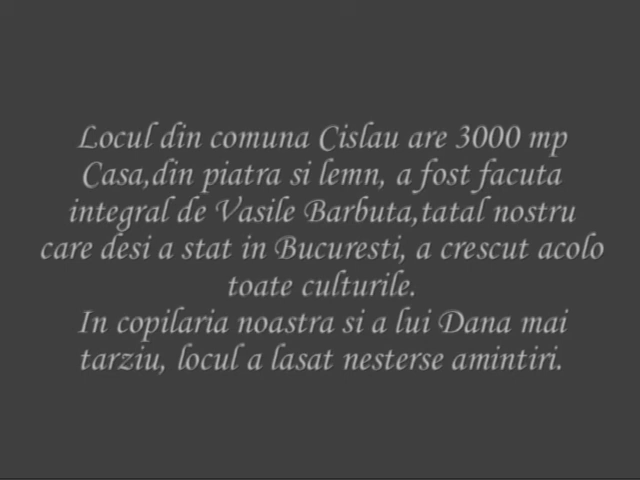 Locul din comuna Cislau are 3000 mp
Casa,din piatra si lemn, a fost facuta
integral de Vasile Barbuta,tatal nostru
care desi a stat in Bucuresti, a crescut acolo
toate culturile.
In copilaria noastra si a lui Dana mai
tarziu, locul a lasat nesterse amintiri.